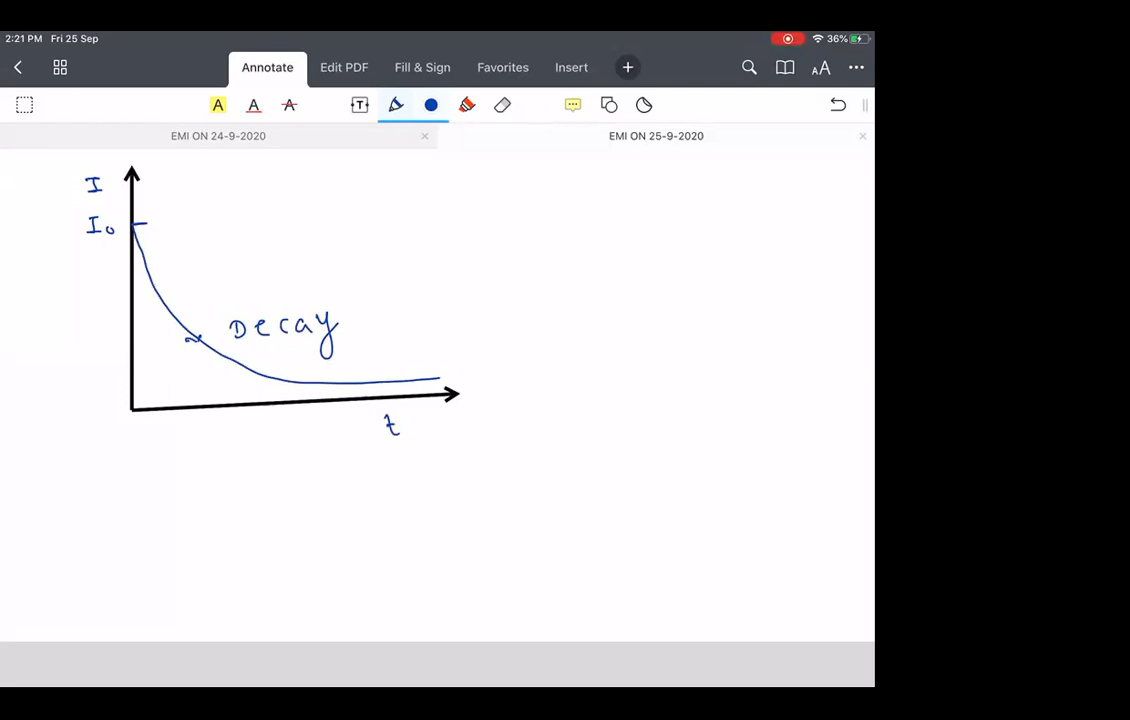 2:21 PM Fri 25 Sep 36%
Annotate Edit PDF Fill & Sign Favorites Insert
A A A T
EMI ON 24-9-2020 EMI ON 25-9-2020
I
I₀
Decay
t